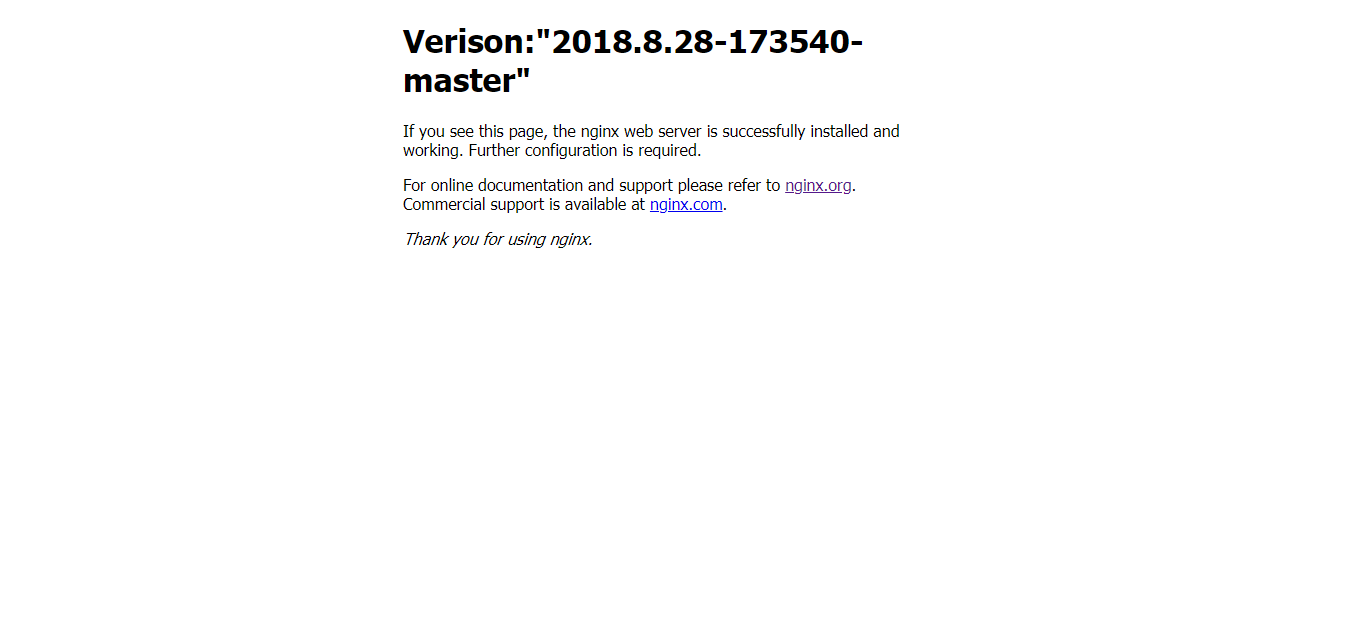 Verison:"2018.8.28-173540-
master"
If you see this page, the nginx web server is successfully installed and
working. Further configuration is required.
For online documentation and support please refer to nginx.org.
Commercial support is available at nginx.com.
Thank you for using nginx.